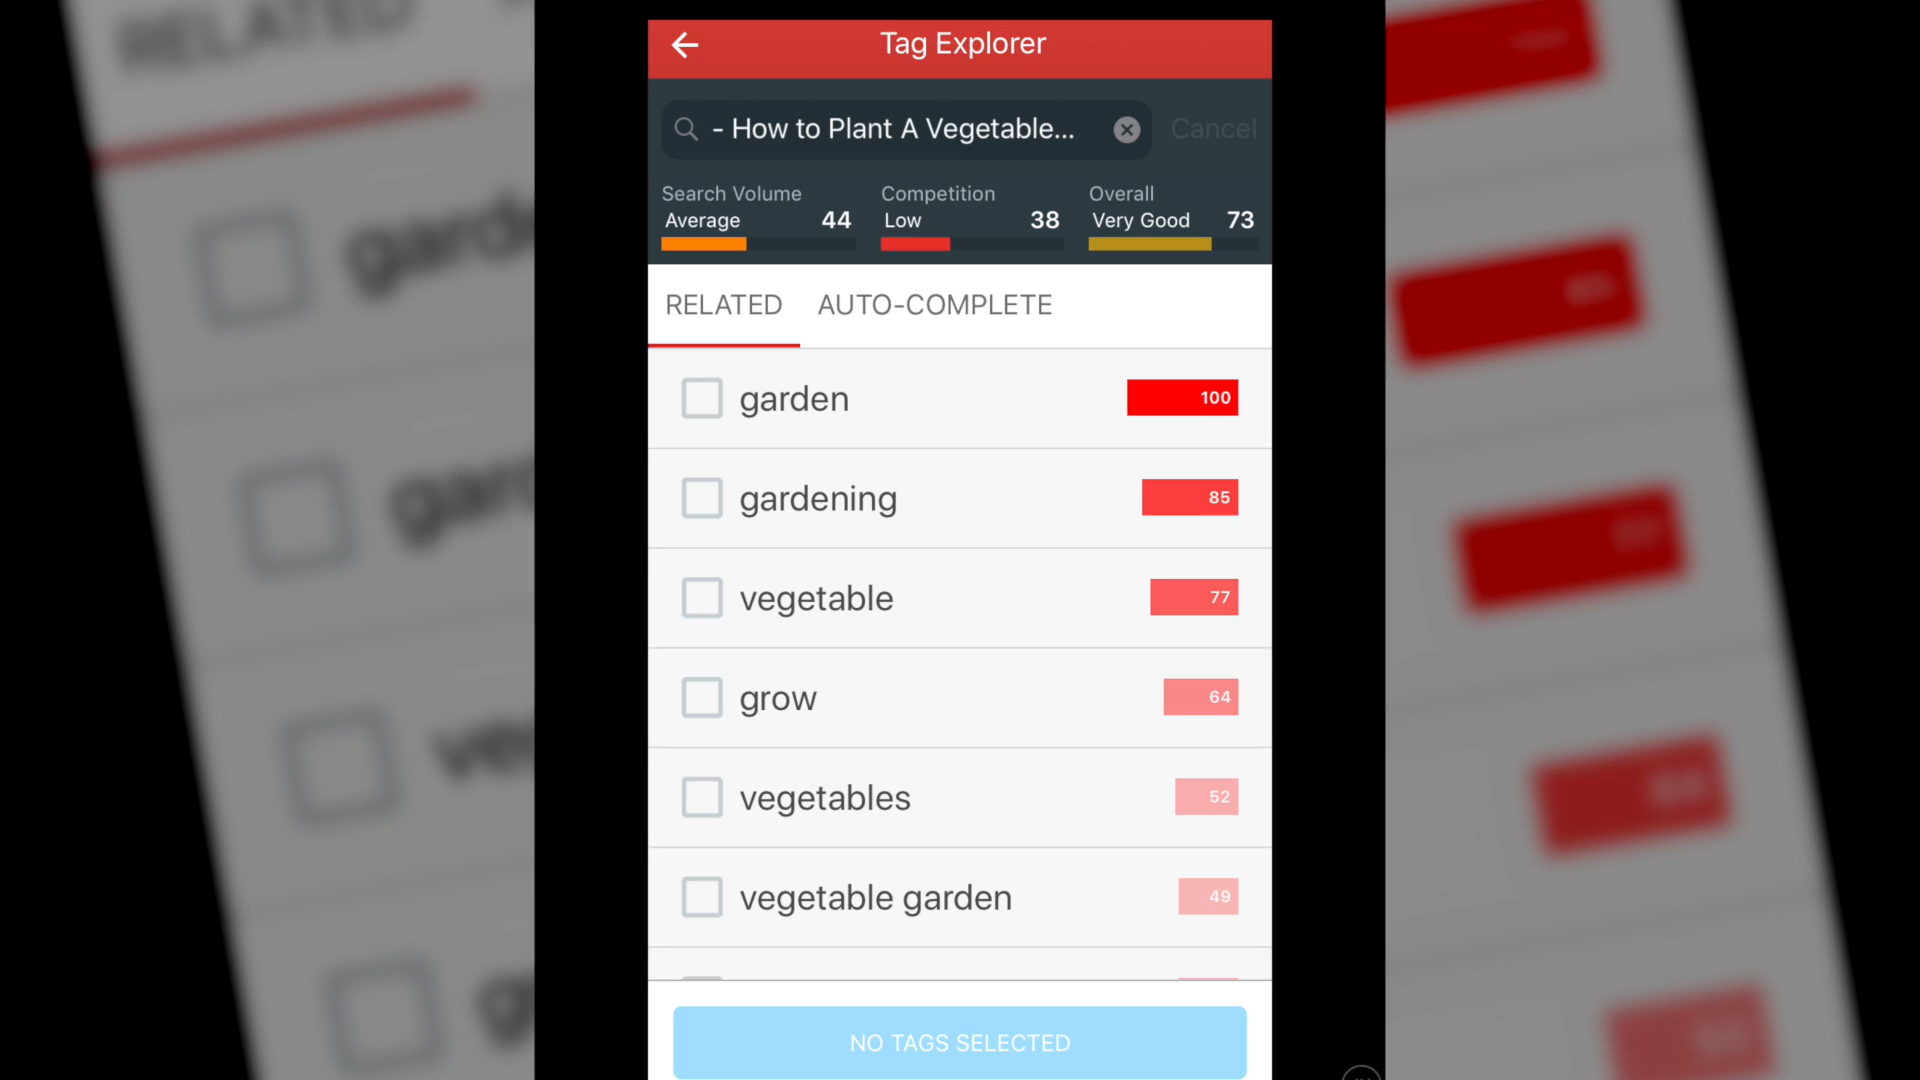 Tag Explorer
- How to Plant A Vegetable...
Cancel
Search Volume
Average 44
Competition
Low 38
Overall
Very Good 73
RELATED
AUTO-COMPLETE
garden 100
gardening 85
vegetable 77
grow 64
vegetables 52
vegetable garden 49
NO TAGS SELECTED
RELATED